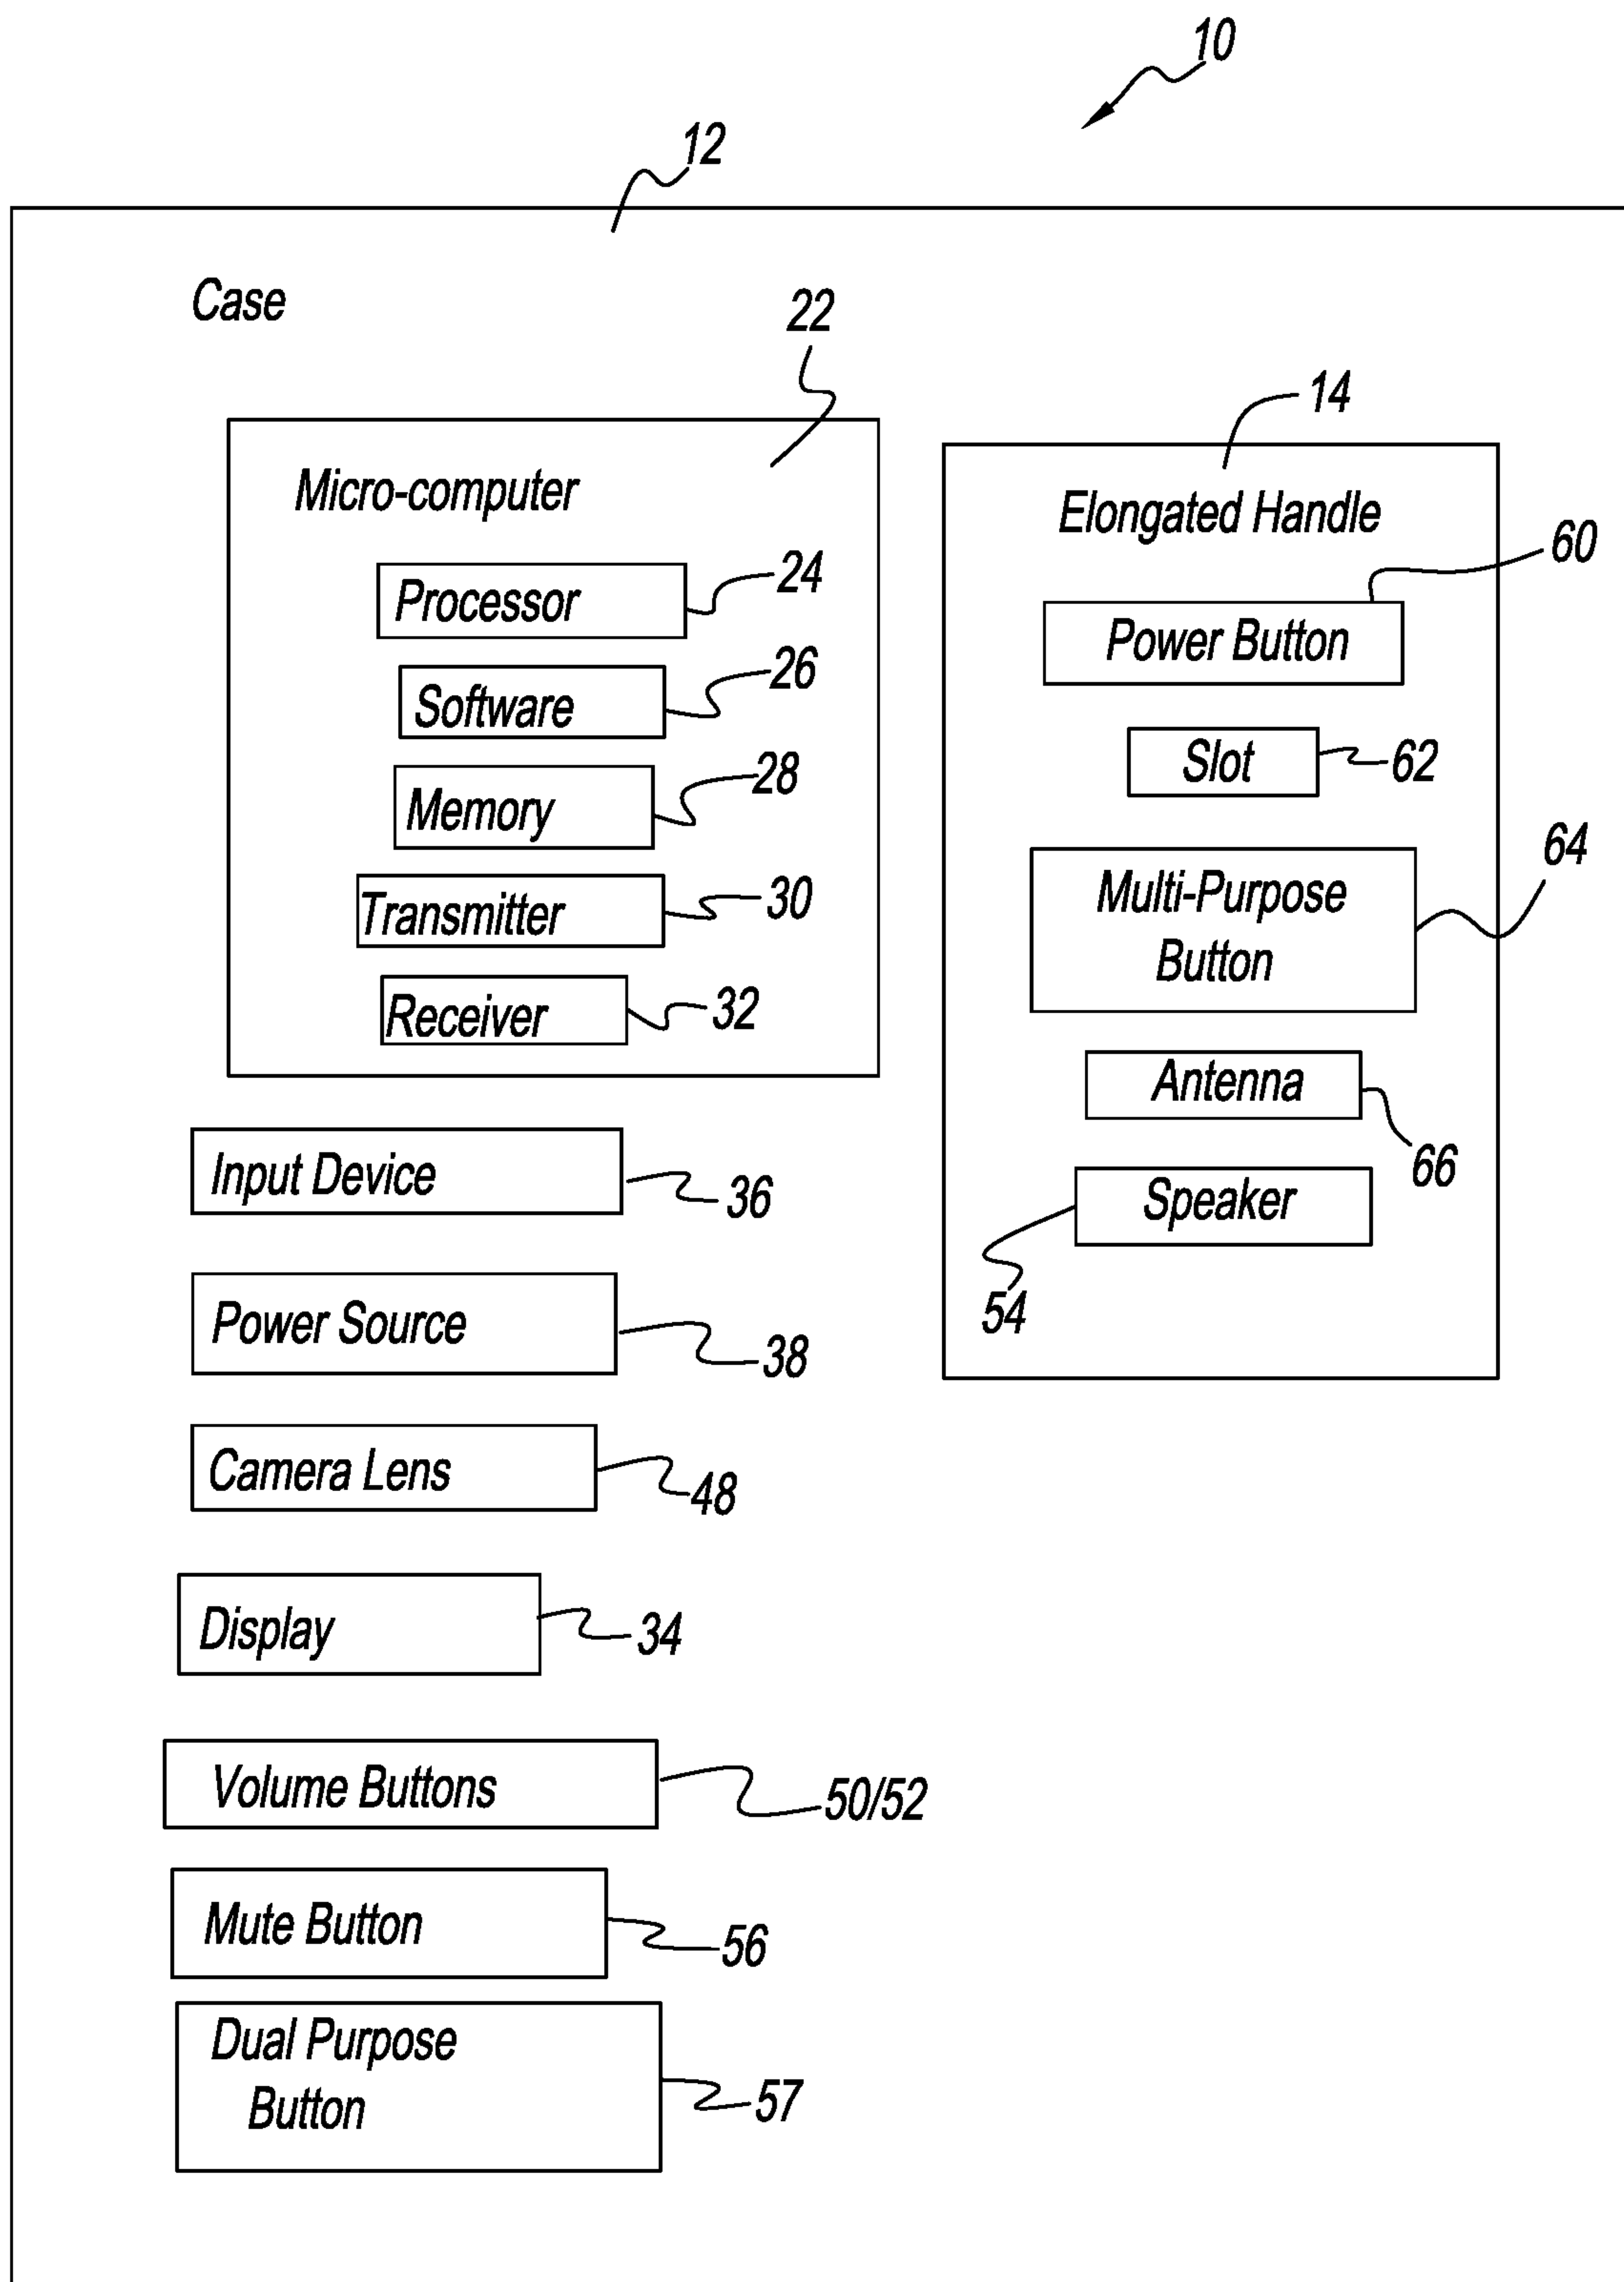 10
12
Case
22
Micro-computer
Processor
24
Software
26
Memory
28
Transmitter
30
Receiver
32
14
Elongated Handle
60
Power Button
Slot
62
64
Multi-Purpose
Button
Antenna
66
Speaker
54
Input Device
36
Power Source
38
Camera Lens
48
Display
34
Volume Buttons
50/52
Mute Button
56
Dual Purpose
Button
57